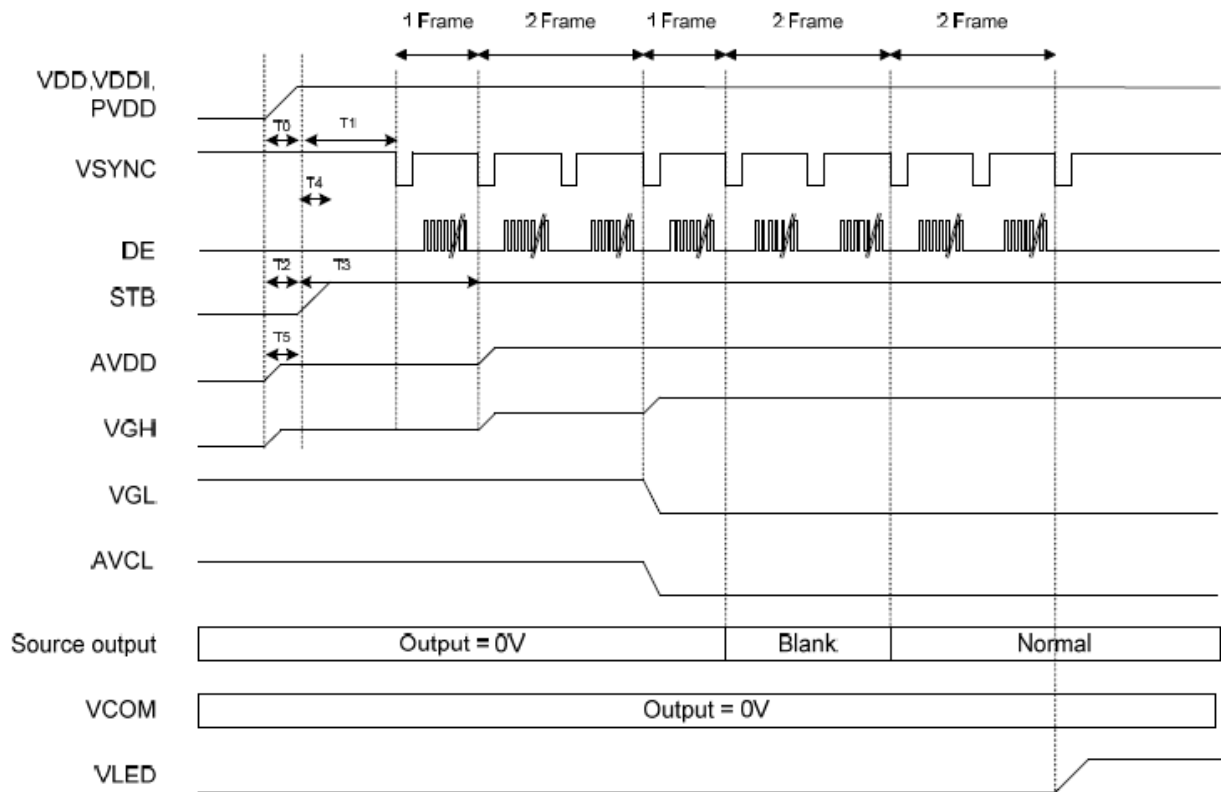 1 Frame 2 Frame 1 Frame 2 Frame 2 Frame
VDD,VDDI,
PVDD
T0 T1
VSYNC
T4
DE
T2 T3
STB
T5
AVDD
VGH
VGL
AVCL
Source output Output = 0V Blank Normal
VCOM Output = 0V
VLED